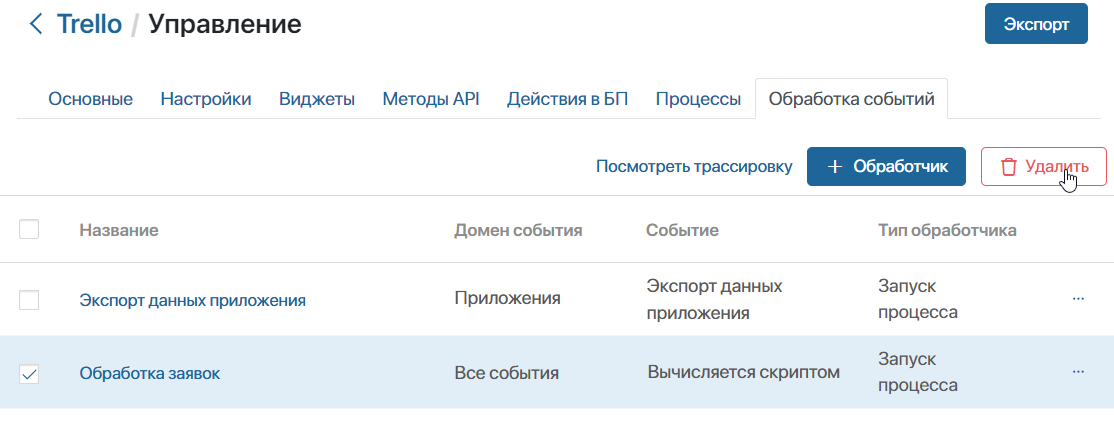 Trello / Управление
Экспорт
Основные Настройки Виджеты Методы API Действия в БП Процессы Обработка событий
Посмотреть трассировку + Обработчик Удалить
Название Домен события Событие Тип обработчика
Экспорт данных приложения Приложения Экспорт данных Запуск
приложения процесса
Обработка заявок Все события Вычисляется скриптом Запуск
процесса